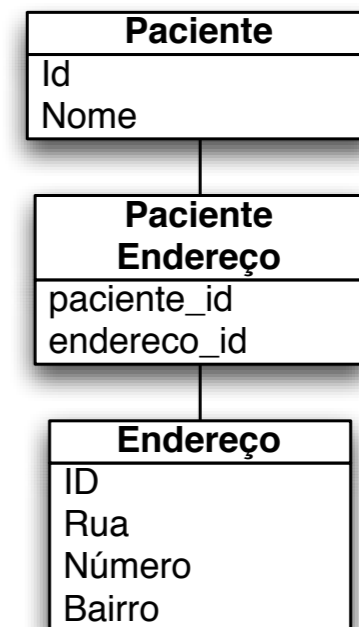 Paciente
Id
Nome
Paciente
Endereço
paciente_id
endereco_id
Endereço
ID
Rua
Número
Bairro